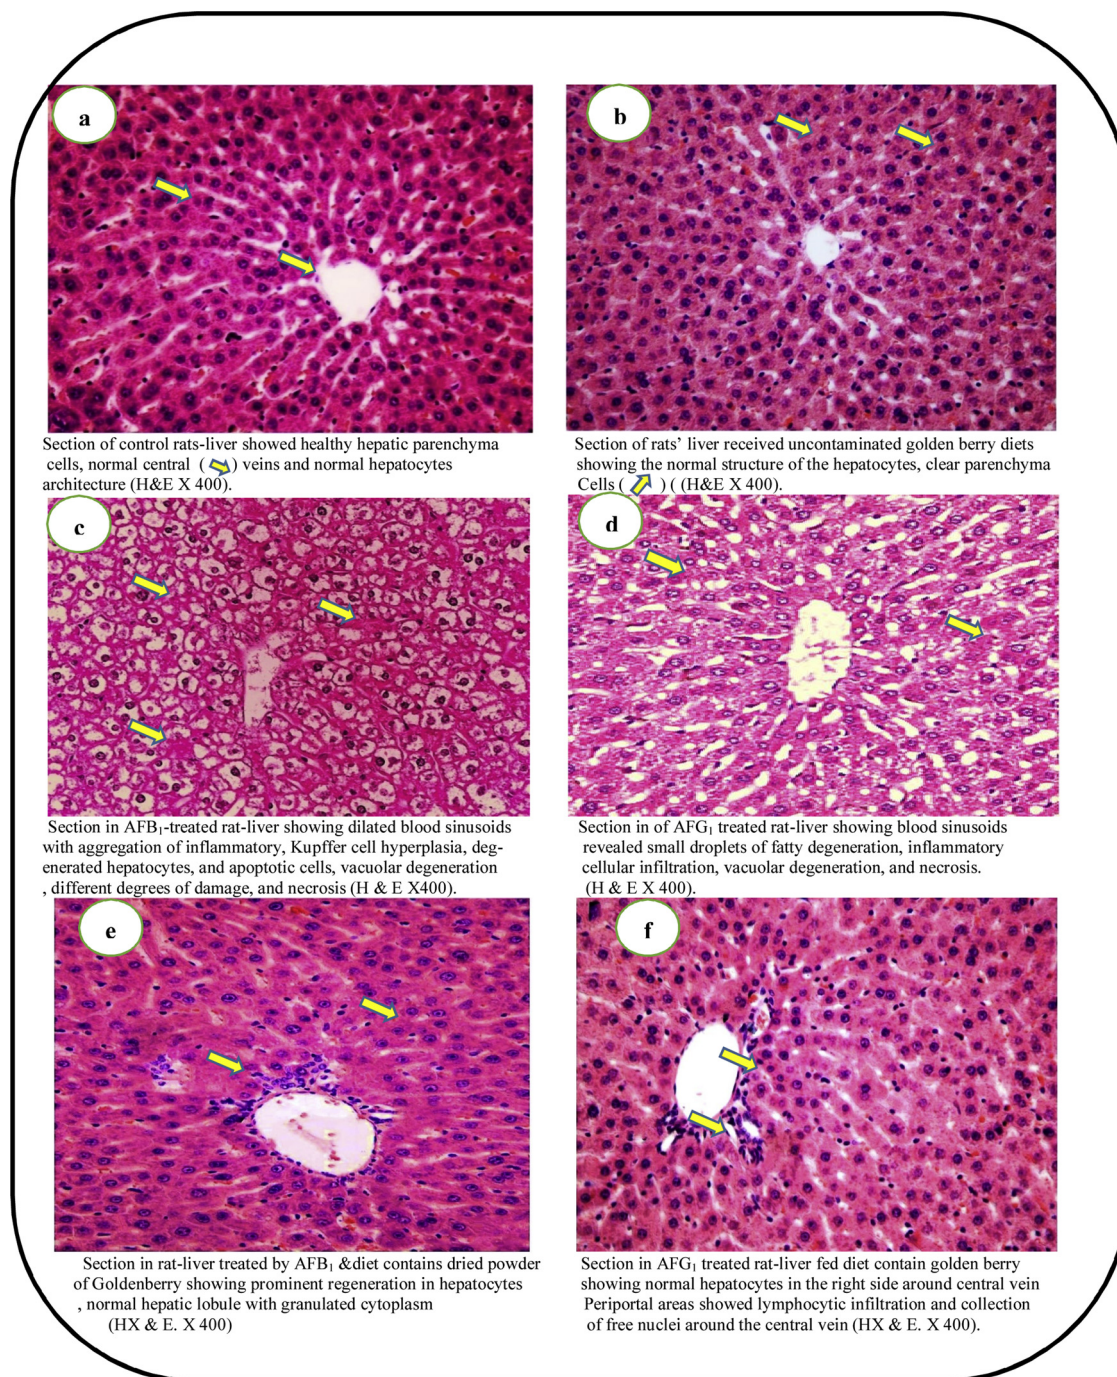 a
b
Section of control rats-liver showed healthy hepatic parenchyma
cells, normal central ( ) veins and normal hepatocytes
architecture (H&E X 400).
Section of rats’ liver received uncontaminated golden berry diets
showing the normal structure of the hepatocytes, clear parenchyma
Cells ( ) ( (H&E X 400).
c
d
Section in AFB₁-treated rat-liver showing dilated blood sinusoids
with aggregation of inflammatory, Kupffer cell hyperplasia, deg-
enerated hepatocytes, and apoptotic cells, vacuolar degeneration
, different degrees of damage, and necrosis (H & E X400).
Section in of AFG₁ treated rat-liver showing blood sinusoids
revealed small droplets of fatty degeneration, inflammatory
cellular infiltration, vacuolar degeneration, and necrosis.
(H & E X 400).
e
f
Section in rat-liver treated by AFB₁ &diet contains dried powder
of Goldenberry showing prominent regeneration in hepatocytes
, normal hepatic lobule with granulated cytoplasm
(HX & E. X 400)
Section in AFG₁ treated rat-liver fed diet contain golden berry
showing normal hepatocytes in the right side around central vein
Periportal areas showed lymphocytic infiltration and collection
of free nuclei around the central vein (HX & E. X 400).